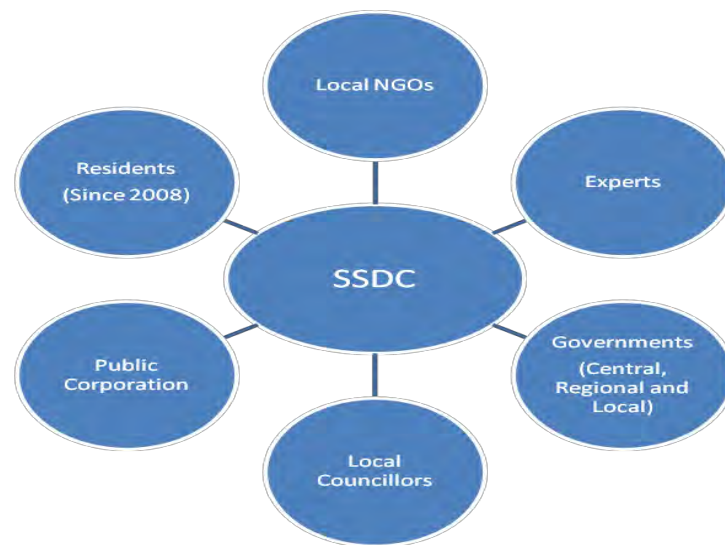 Local NGOs
Residents
(Since 2008)
Experts
SSDC
Public
Corporation
Governments
(Central,
Regional and
Local)
Local
Councillors